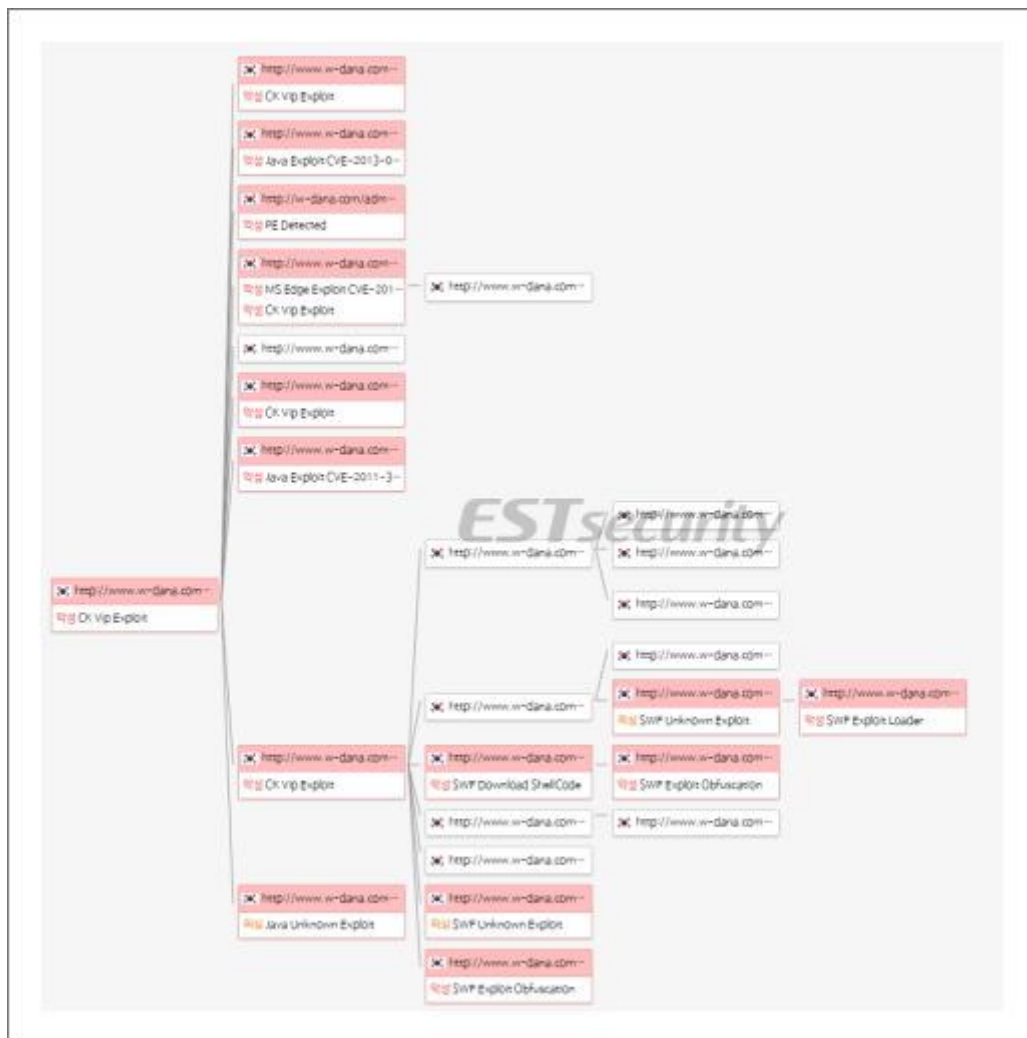 http://www.w-dana.com···
악성 CK Vip Exploit
http://www.w-dana.com···
악성 Java Exploit CVE-2013-0···
http://w-dana.com/adm···
악성 PE Detected
http://www.w-dana.com···
악성 MS Edge Exploit CVE-201···
악성 CK Vip Exploit
http://www.w-dana.com···
http://www.w-dana.com···
http://www.w-dana.com···
악성 CK Vip Exploit
http://www.w-dana.com···
악성 Java Exploit CVE-2011-3···
ESTsecurity
http://www.w-dana.com···
http://www.w-dana.com···
http://www.w-dana.com···
http://www.w-dana.com···
http://www.w-dana.com···
악성 CK Vip Exploit
http://www.w-dana.com···
http://www.w-dana.com···
http://www.w-dana.com···
SWF Unknown Exploit
http://www.w-dana.com···
악성 SWF Exploit Loader
http://www.w-dana.com···
악성 CK Vip Exploit
http://www.w-dana.com···
악성 SWF Download ShellCode
http://www.w-dana.com···
악성 SWF Exploit Obfuscation
http://www.w-dana.com···
http://www.w-dana.com···
http://www.w-dana.com···
http://www.w-dana.com···
Java Unknown Exploit
http://www.w-dana.com···
SWF Unknown Exploit
http://www.w-dana.com···
악성 SWF Exploit Obfuscation